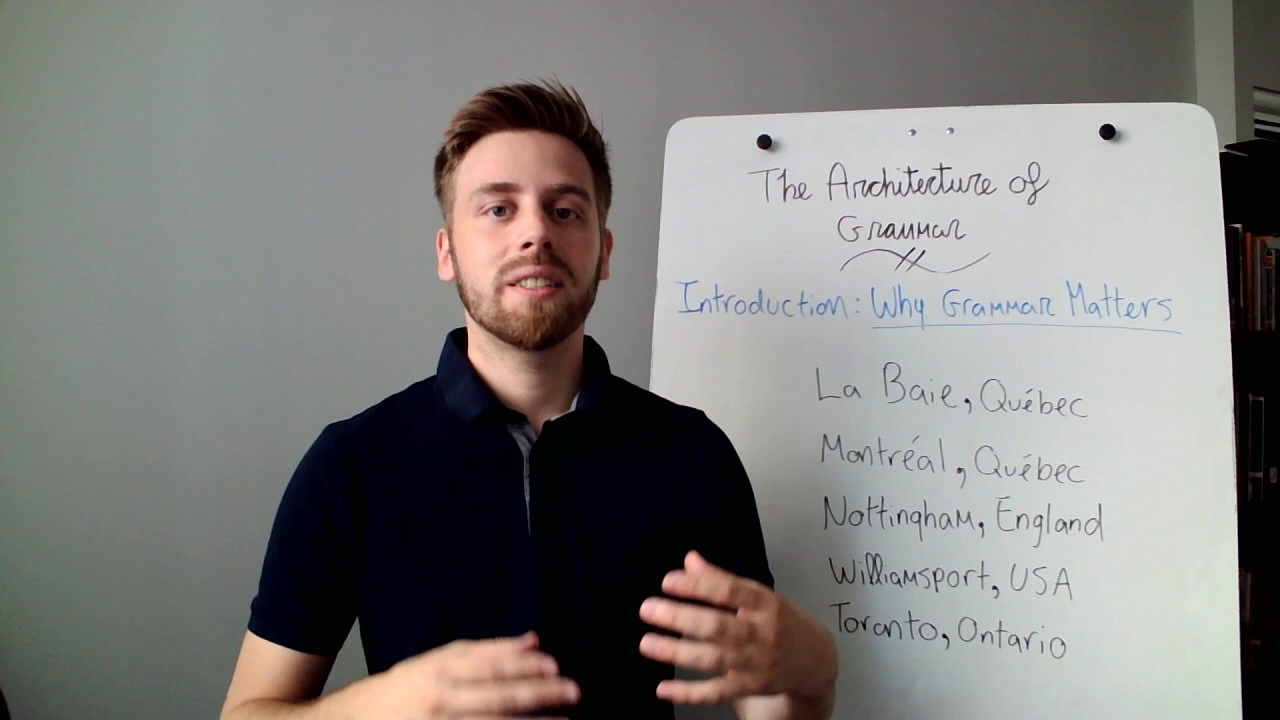 The Architecture of
Grammar
Introduction: Why Grammar Matters
La Baie, Québec
Montréal, Québec
Nottingham, England
Williamsport, USA
Toronto, Ontario